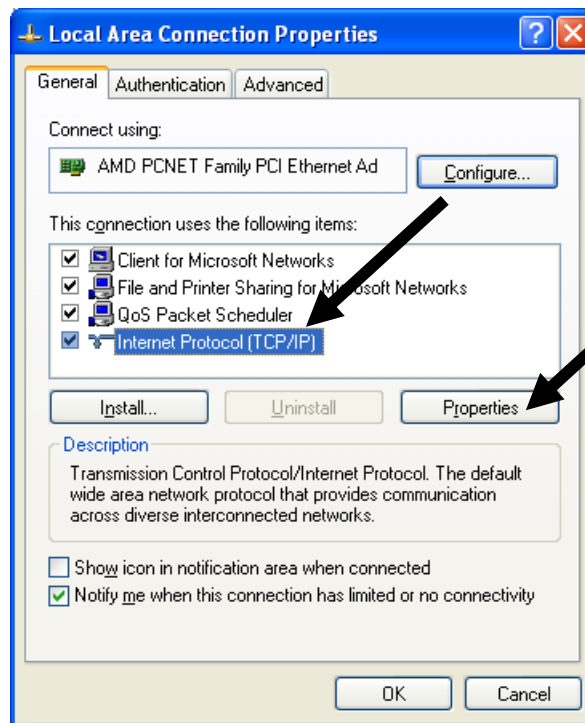 Local Area Connection Properties
General Authentication Advanced
Connect using:
AMD PCNET Family PCI Ethernet Ad Configure...
This connection uses the following items:
Client for Microsoft Networks
File and Printer Sharing for Microsoft Networks
QoS Packet Scheduler
Internet Protocol (TCP/IP)
Install... Uninstall Properties
Description
Transmission Control Protocol/Internet Protocol. The default
wide area network protocol that provides communication
across diverse interconnected networks.
Show icon in notification area when connected
Notify me when this connection has limited or no connectivity
OK Cancel